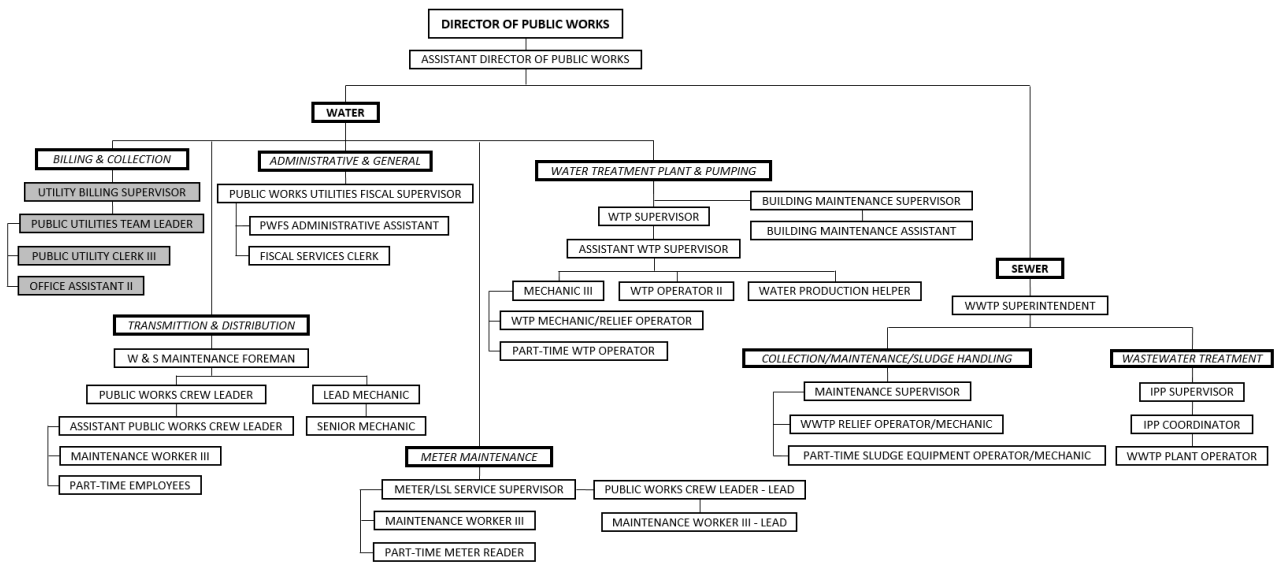 DIRECTOR OF PUBLIC WORKS
ASSISTANT DIRECTOR OF PUBLIC WORKS
WATER
BILLING & COLLECTION
UTILITY BILLING SUPERVISOR
PUBLIC UTILITIES TEAM LEADER
PUBLIC UTILITY CLERK III
OFFICE ASSISTANT II
ADMINISTRATIVE & GENERAL
PUBLIC WORKS UTILITIES FISCAL SUPERVISOR
PWFS ADMINISTRATIVE ASSISTANT
FISCAL SERVICES CLERK
WATER TREATMENT PLANT & PUMPING
BUILDING MAINTENANCE SUPERVISOR
BUILDING MAINTENANCE ASSISTANT
WTP SUPERVISOR
ASSISTANT WTP SUPERVISOR
MECHANIC III
WTP OPERATOR II
WATER PRODUCTION HELPER
WTP MECHANIC/RELIEF OPERATOR
PART-TIME WTP OPERATOR
TRANSMITTION & DISTRIBUTION
W & S MAINTENANCE FOREMAN
PUBLIC WORKS CREW LEADER
LEAD MECHANIC
ASSISTANT PUBLIC WORKS CREW LEADER
SENIOR MECHANIC
MAINTENANCE WORKER III
PART-TIME EMPLOYEES
METER MAINTENANCE
METER/LSL SERVICE SUPERVISOR
PUBLIC WORKS CREW LEADER - LEAD
MAINTENANCE WORKER III
MAINTENANCE WORKER III - LEAD
PART-TIME METER READER
SEWER
WWTP SUPERINTENDENT
COLLECTION/MAINTENANCE/SLUDGE HANDLING
MAINTENANCE SUPERVISOR
WWTP RELIEF OPERATOR/MECHANIC
PART-TIME SLUDGE EQUIPMENT OPERATOR/MECHANIC
WASTEWATER TREATMENT
IPP SUPERVISOR
IPP COORDINATOR
WWTP PLANT OPERATOR